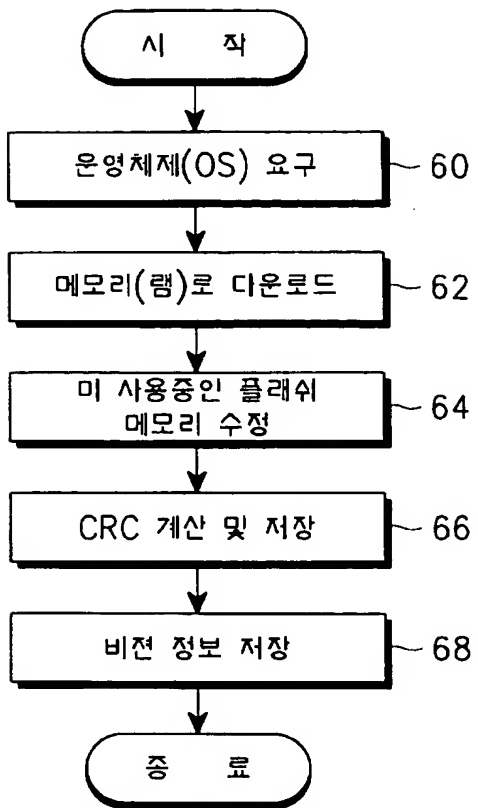 시 작
운영체제(OS) 요구
60
메모리(램)로 다운로드
62
미 사용중인 플래쉬
메모리 수정
64
CRC 계산 및 저장
66
비젼 정보 저장
68
종 료